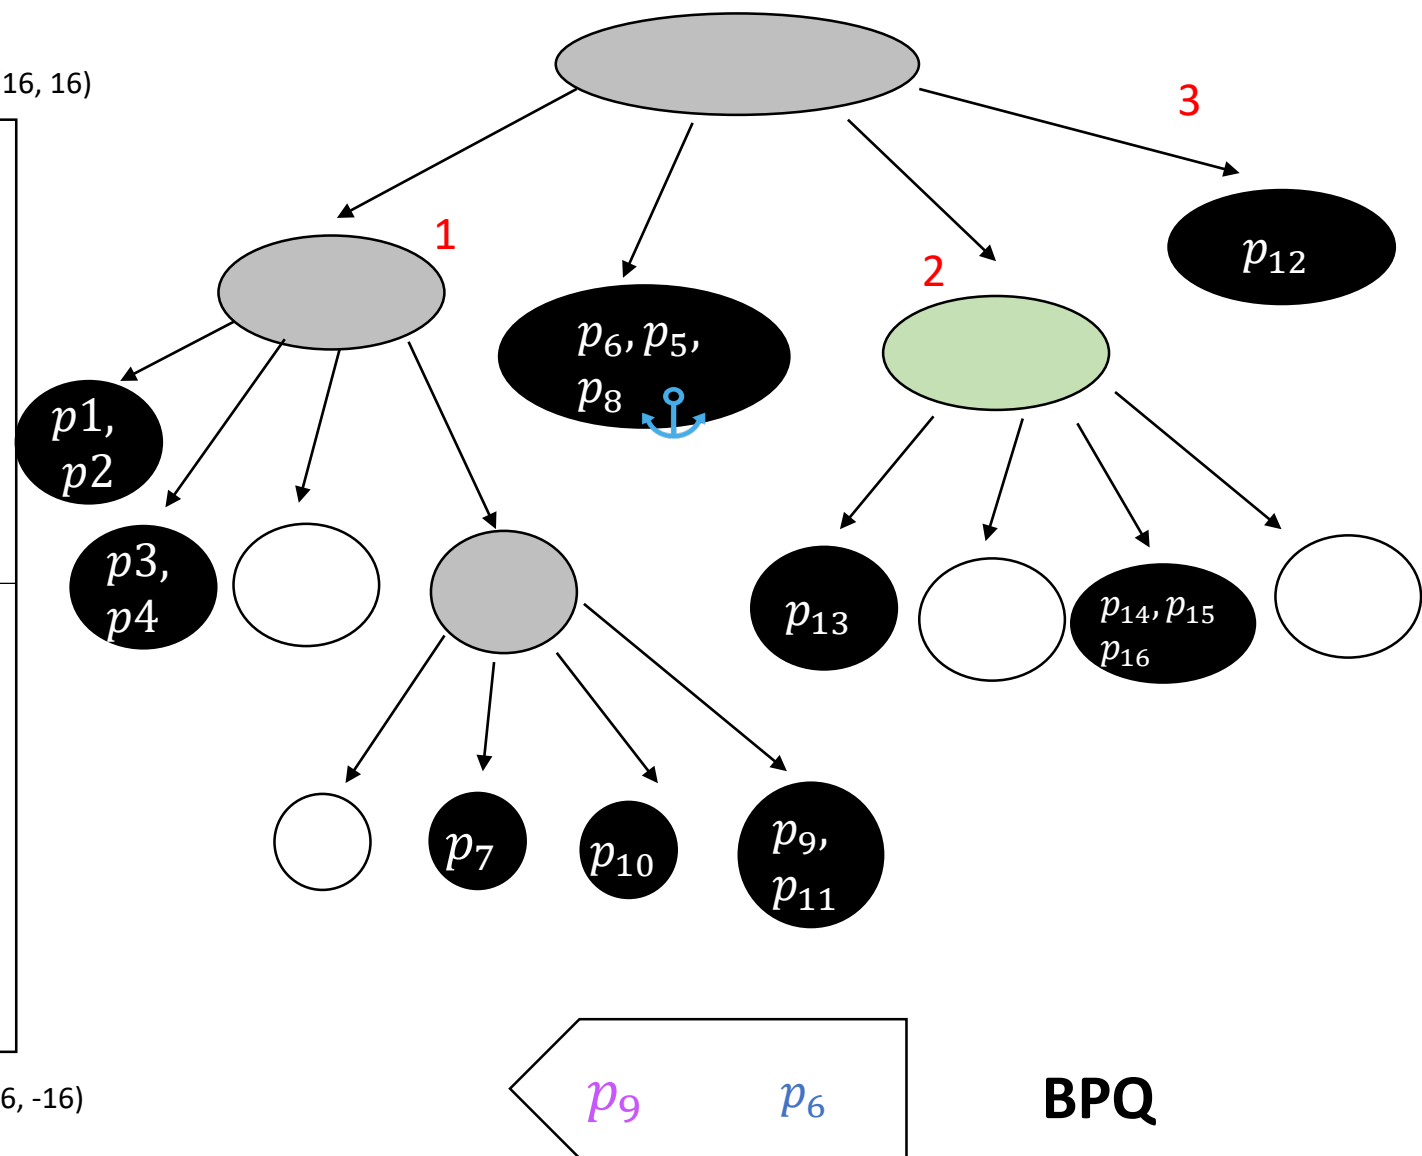 16, 16)
3
1
p₁₂
2
p₆, p₅,
p₈
p1,
p2
p3,
p4
p₁₃
p₁₄, p₁₅
p₁₆
p₇
p₁₀
p₉,
p₁₁
6, -16)
p₉ p₆
BPQ